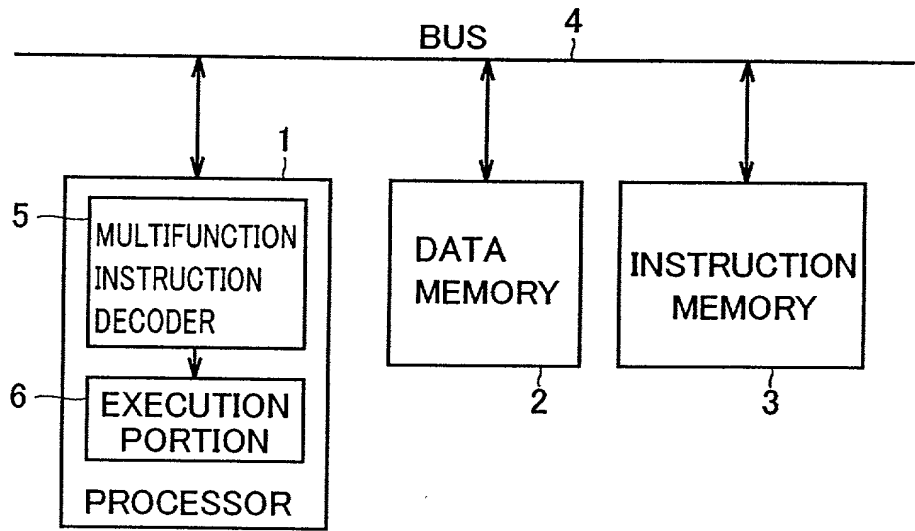 BUS
4
1
5
MULTIFUNCTION
INSTRUCTION
DECODER
DATA
MEMORY
INSTRUCTION
MEMORY
6
EXECUTION
PORTION
2
3
PROCESSOR